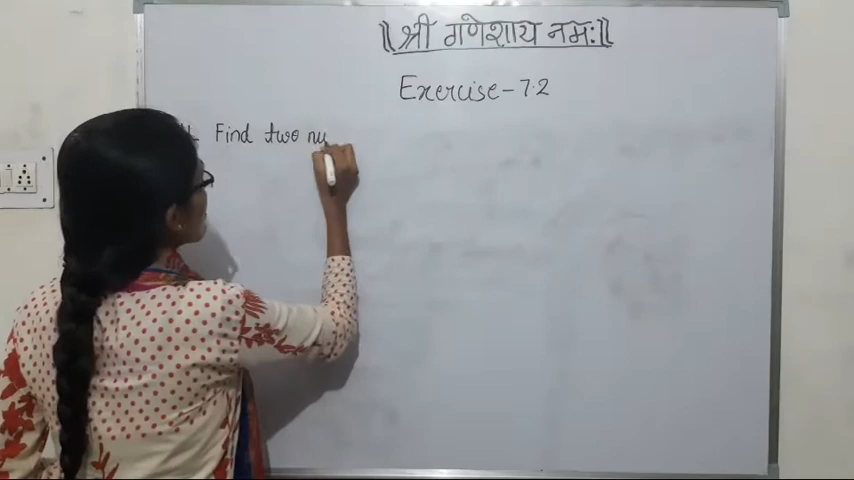 ॥ श्री गणेशाय नमः॥
Exercise-7.2
Find two nu